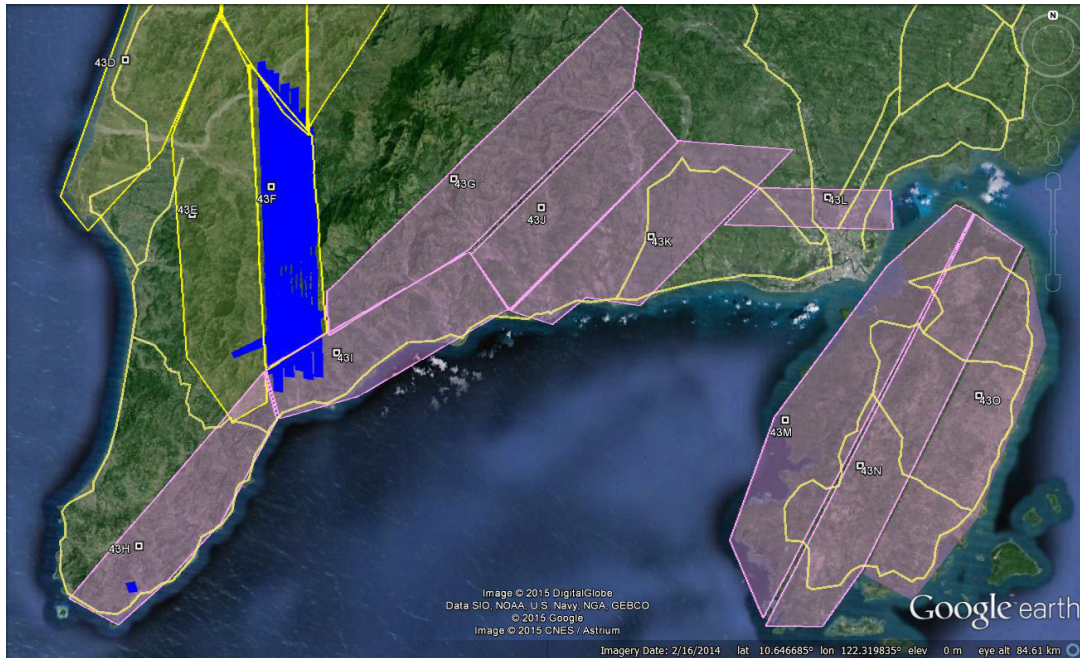 N
43D
43G
43F
43L
43J
43E
43K
43I
43O
43M
43N
43H
Image © 2015 DigitalGlobe
Data SIO, NOAA, U.S. Navy, NGA, GEBCO
© 2015 Google
Image © 2015 CNES / Astrium
Google earth
Imagery Date: 2/16/2014 lat 10.646685° lon 122.319835° elev 0 m eye alt 84.61 km